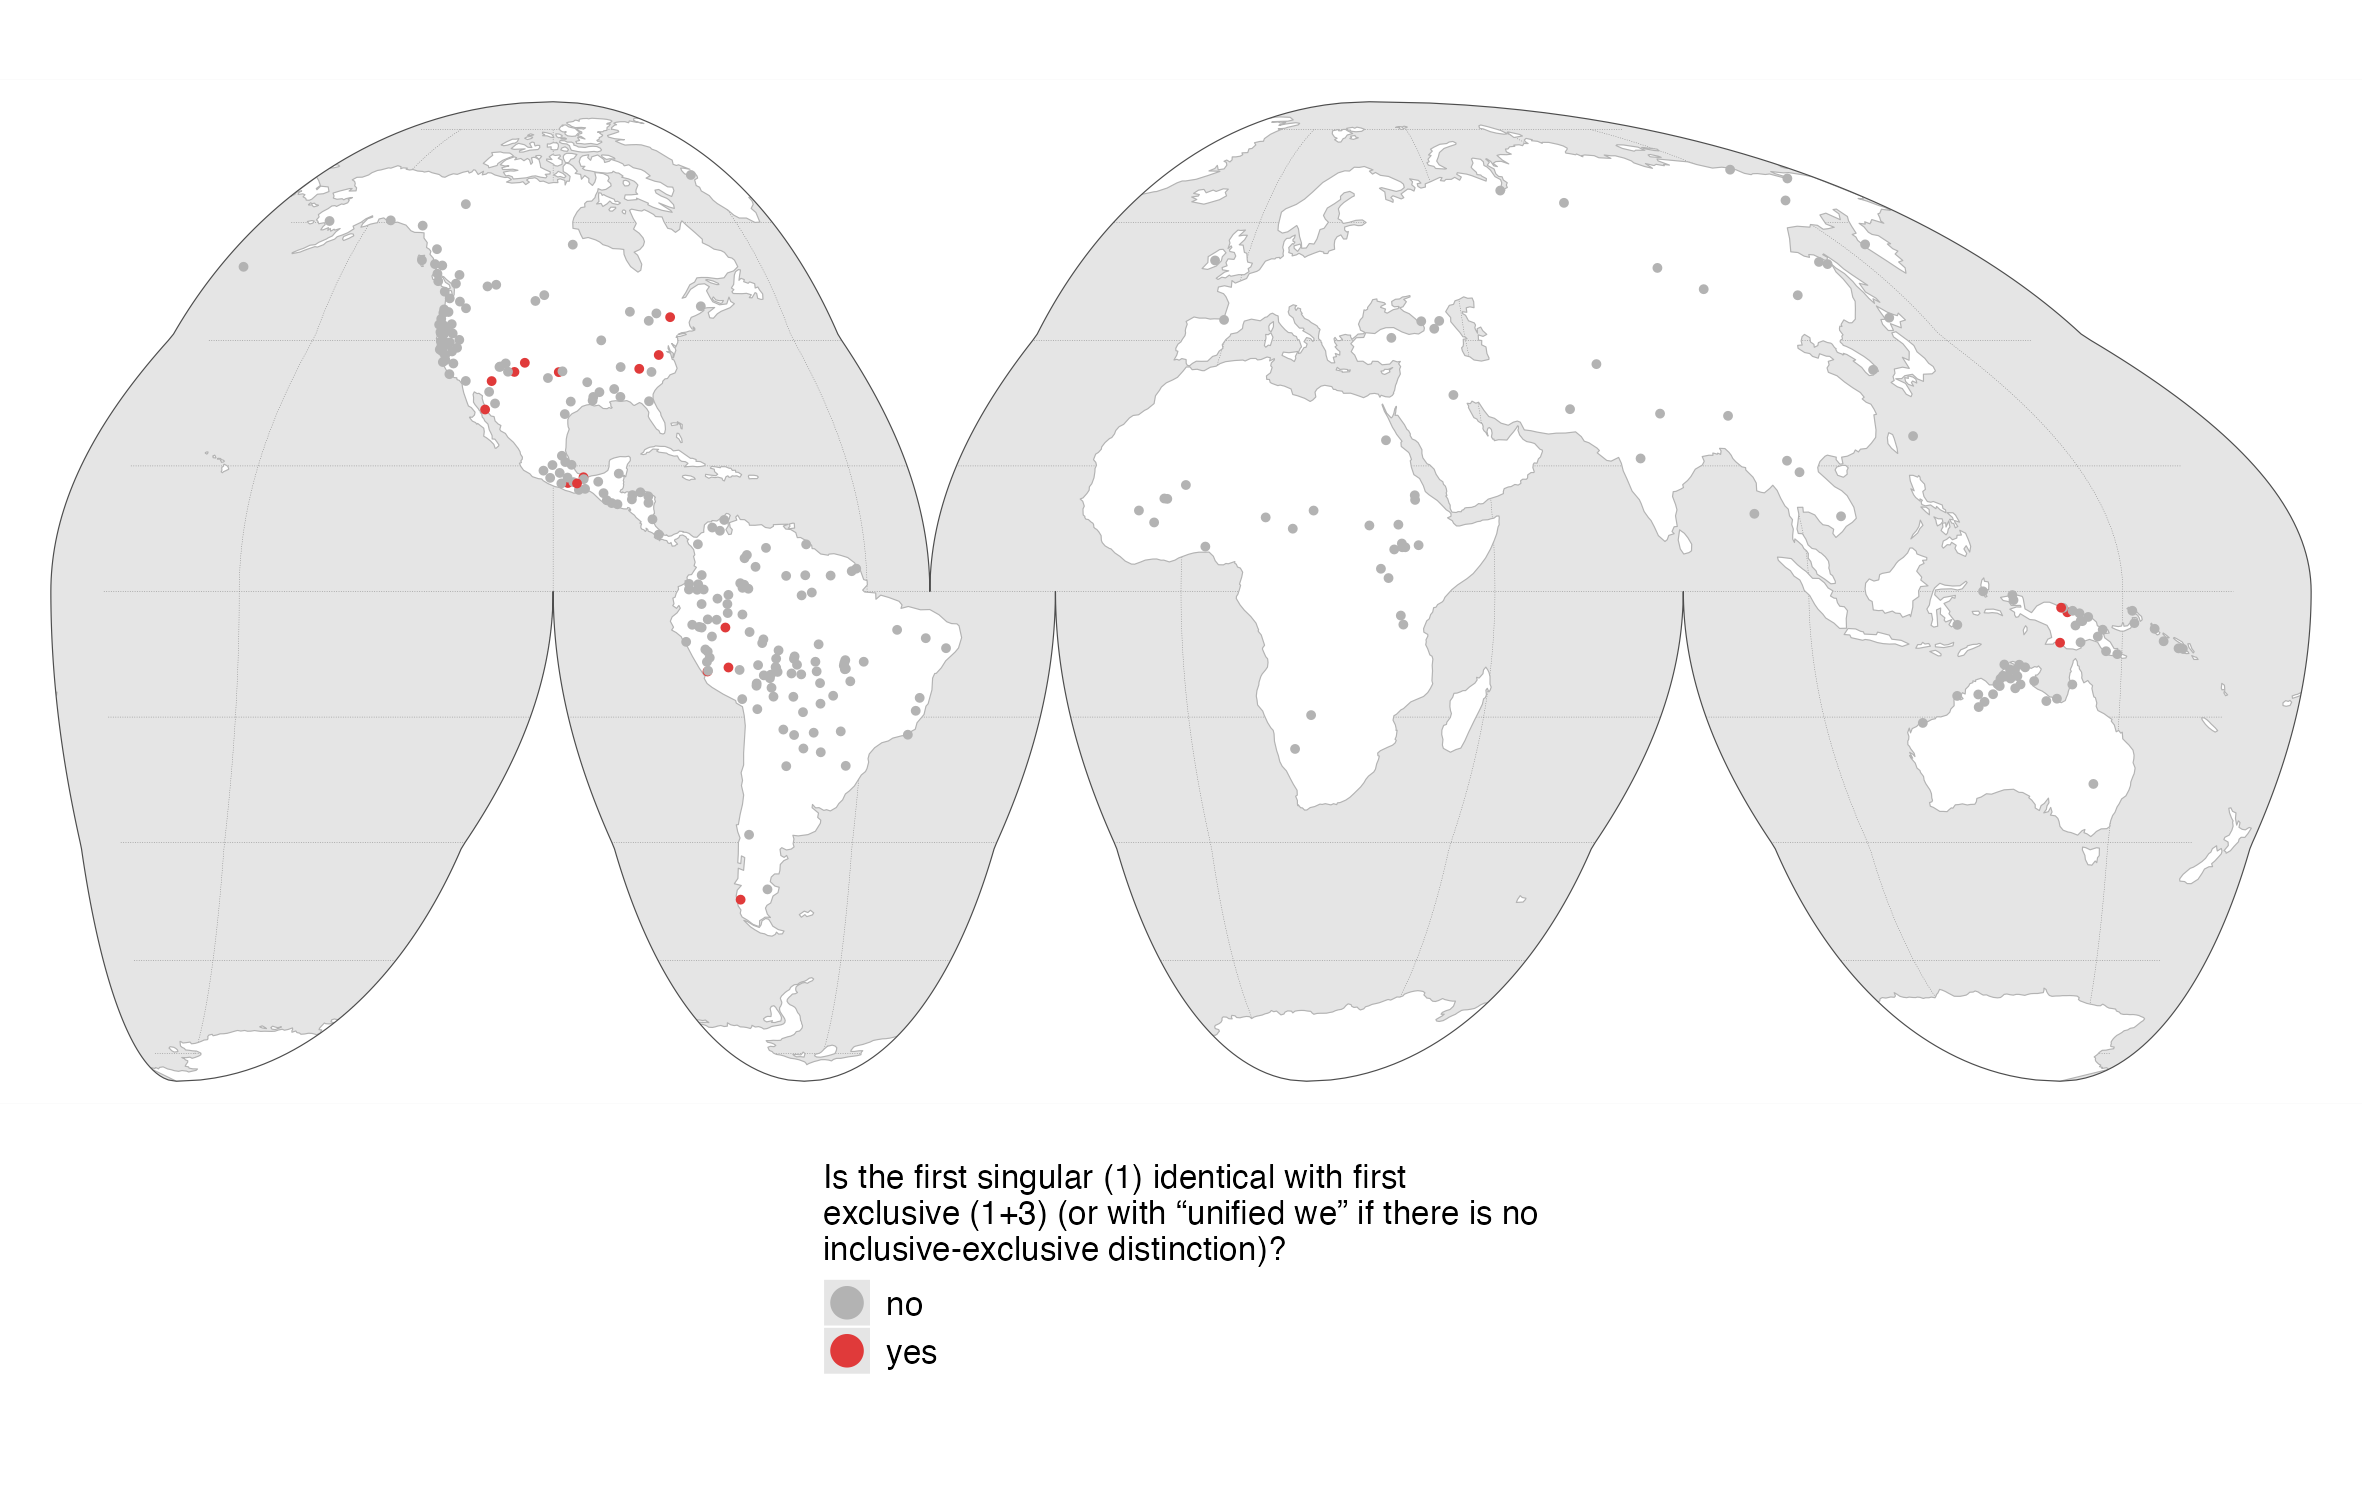 Is the first singular (1) identical with first
exclusive (1+3) (or with “unified we” if there is no
inclusive-exclusive distinction)?
no
yes